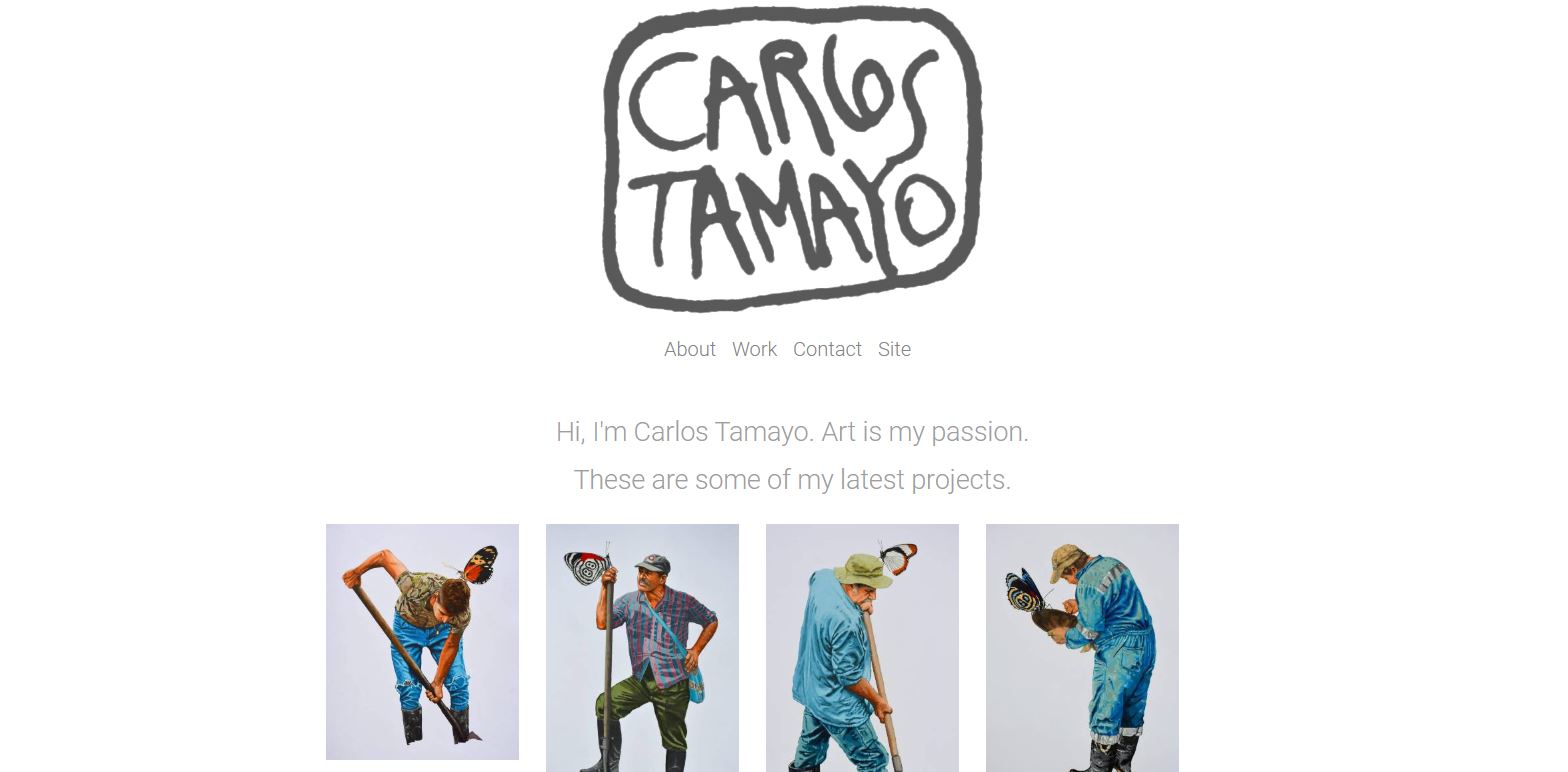 CARLOS
TAMAYO
About Work Contact Site
Hi, I'm Carlos Tamayo. Art is my passion.
These are some of my latest projects.